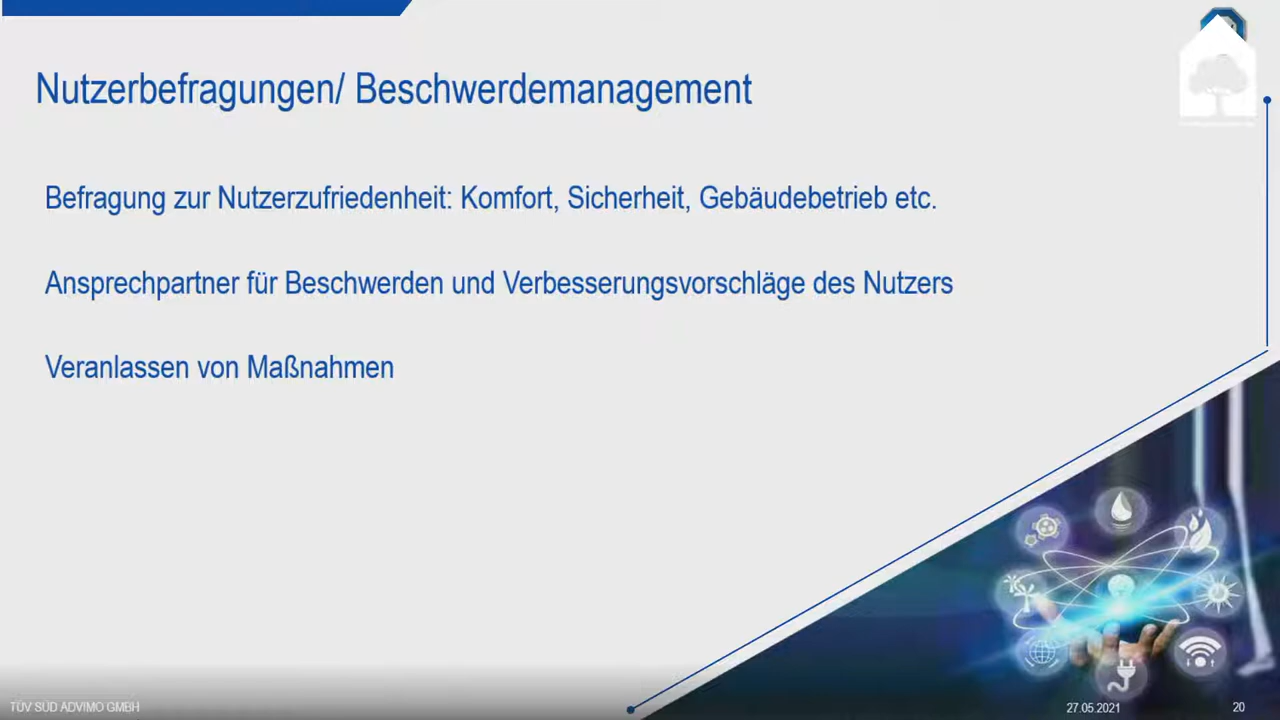 Nutzerbefragungen/ Beschwerdemanagement
Befragung zur Nutzerzufriedenheit: Komfort, Sicherheit, Gebäudebetrieb etc.
Ansprechpartner für Beschwerden und Verbesserungsvorschläge des Nutzers
Veranlassen von Maßnahmen
TÜV SÜD ADVIMO GMBH
27.05.2021
20